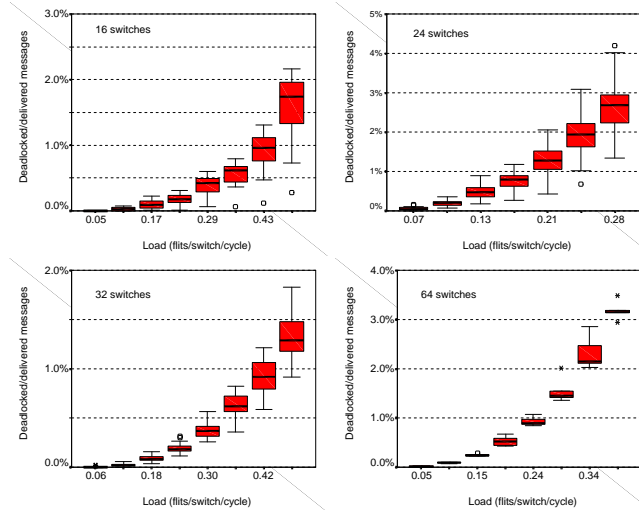 16 switches
Deadlocked/delivered messages
3.0%
2.0%
1.0%
0.0%
0.05 0.17 0.29 0.43
Load (flits/switch/cycle)
24 switches
Deadlocked/delivered messages
5%
4%
3%
2%
1%
0%
0.07 0.13 0.21 0.28
Load (flits/switch/cycle)
32 switches
Deadlocked/delivered messages
2.0%
1.0%
0.0%
0.06 0.18 0.30 0.42
Load (flits/switch/cycle)
64 switches
Deadlocked/delivered messages
4.0%
3.0%
2.0%
1.0%
0.0%
0.05 0.15 0.24 0.34
Load (flits/switch/cycle)